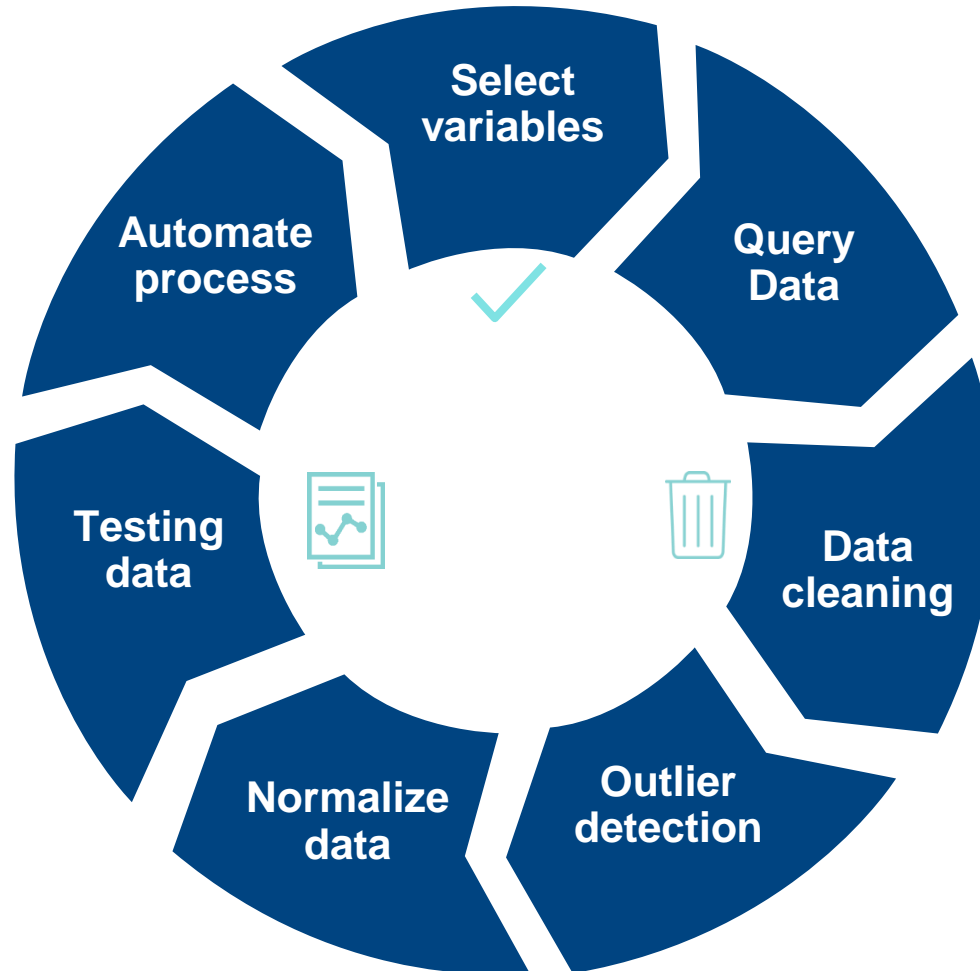 Select
variables
Query
Data
Data
cleaning
Outlier
detection
Normalize
data
Testing
data
Automate
process